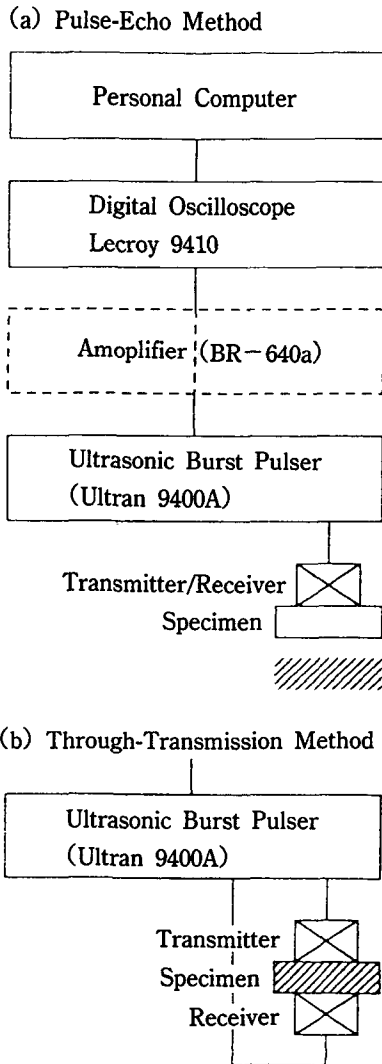 (a) Pulse-Echo Method
Personal Computer
Digital Oscilloscope
Lecroy 9410
Amoplifier (BR-640a)
Ultrasonic Burst Pulser
(Ultran 9400A)
Transmitter/Receiver
Specimen
(b) Through-Transmission Method
Ultrasonic Burst Pulser
(Ultran 9400A)
Transmitter
Specimen
Receiver